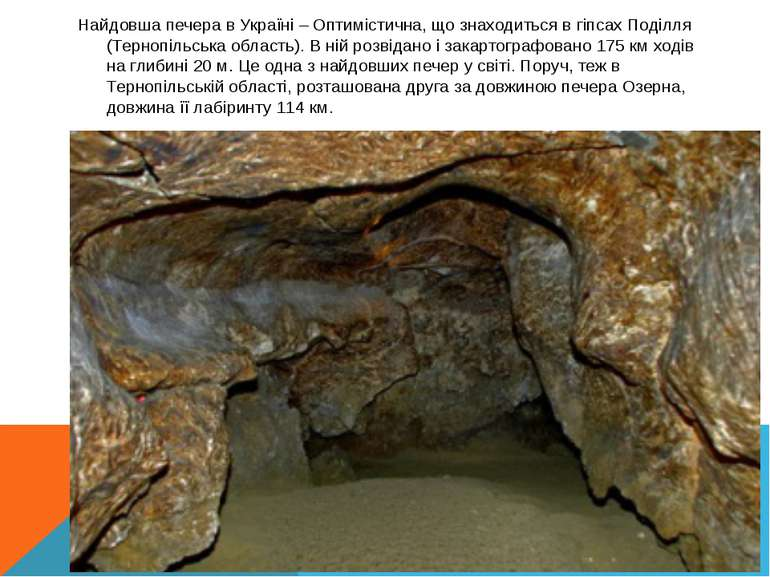 Найдовша печера в Україні – Оптимістична, що знаходиться в гіпсах Поділля
(Тернопільська область). В ній розвідано і закартографовано 175 км ходів
на глибині 20 м. Це одна з найдовших печер у світі. Поруч, теж в
Тернопільській області, розташована друга за довжиною печера Озерна,
довжина її лабіринту 114 км.